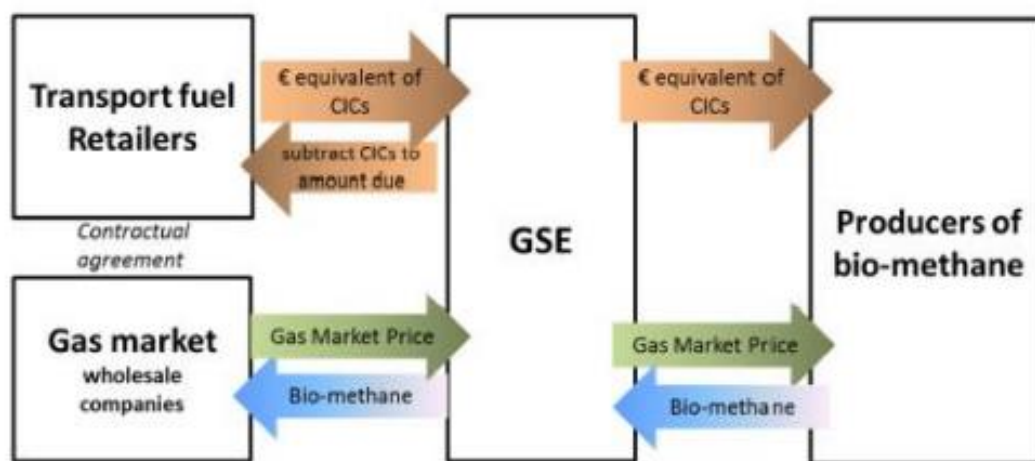 Transport fuel
Retailers
€ equivalent of
CICs
subtract CICs to
amount due
Contractual
agreement
Gas market
wholesale
companies
Gas Market Price
Bio-methane
GSE
€ equivalent of
CICs
Gas Market Price
Bio-methane
Producers of
bio-methane